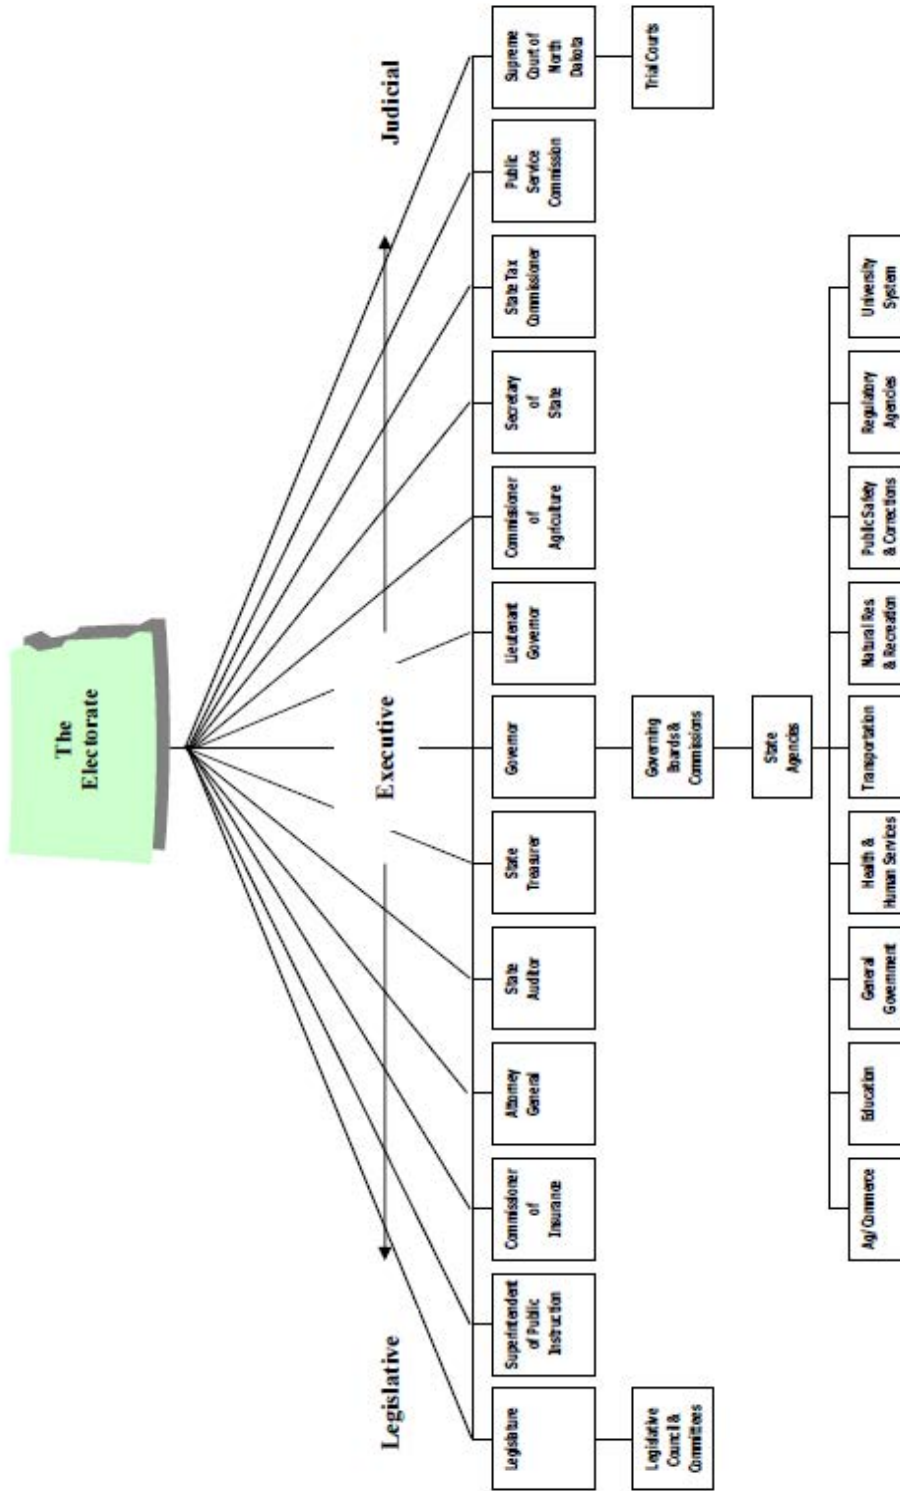 The
Electorate
Legislative
Executive
Judicial
Legislature
Superintendent
of Public
Instruction
Commissioner
of
Insurance
Attorney
General
State
Auditor
State
Treasurer
Governor
Lieutenant
Governor
Commissioner
of
Agriculture
Secretary
of
State
State Tax
Commissioner
Public
Service
Commission
Supreme
Court of
North
Dakota
Legislative
Council &
Committees
Governing
Boards &
Commissions
Trial Courts
State
Agencies
Ag/Commerce
Education
General
Government
Health &
Human Services
Transportation
Natural Res.
& Recreation
Public Safety
& Corrections
Regulatory
Agencies
University
System